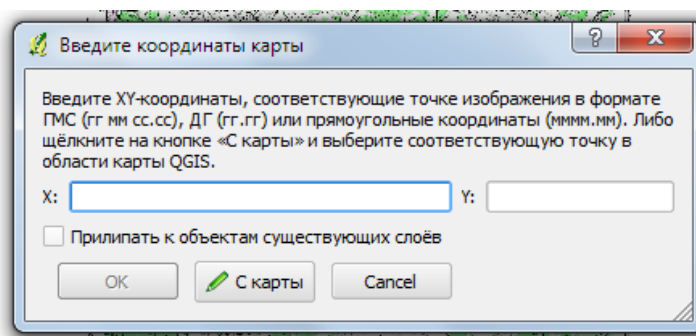 Введите координаты карты
Введите XY-координаты, соответствующие точке изображения в формате
ГМС (гг мм сс.сс), ДГ (гг.гг) или прямоугольные координаты (мммм.мм). Либо
щёлкните на кнопке «С карты» и выберите соответствующую точку в
области карты QGIS.
X: Y:
Прилипать к объектам существующих слоёв
OK С карты Cancel